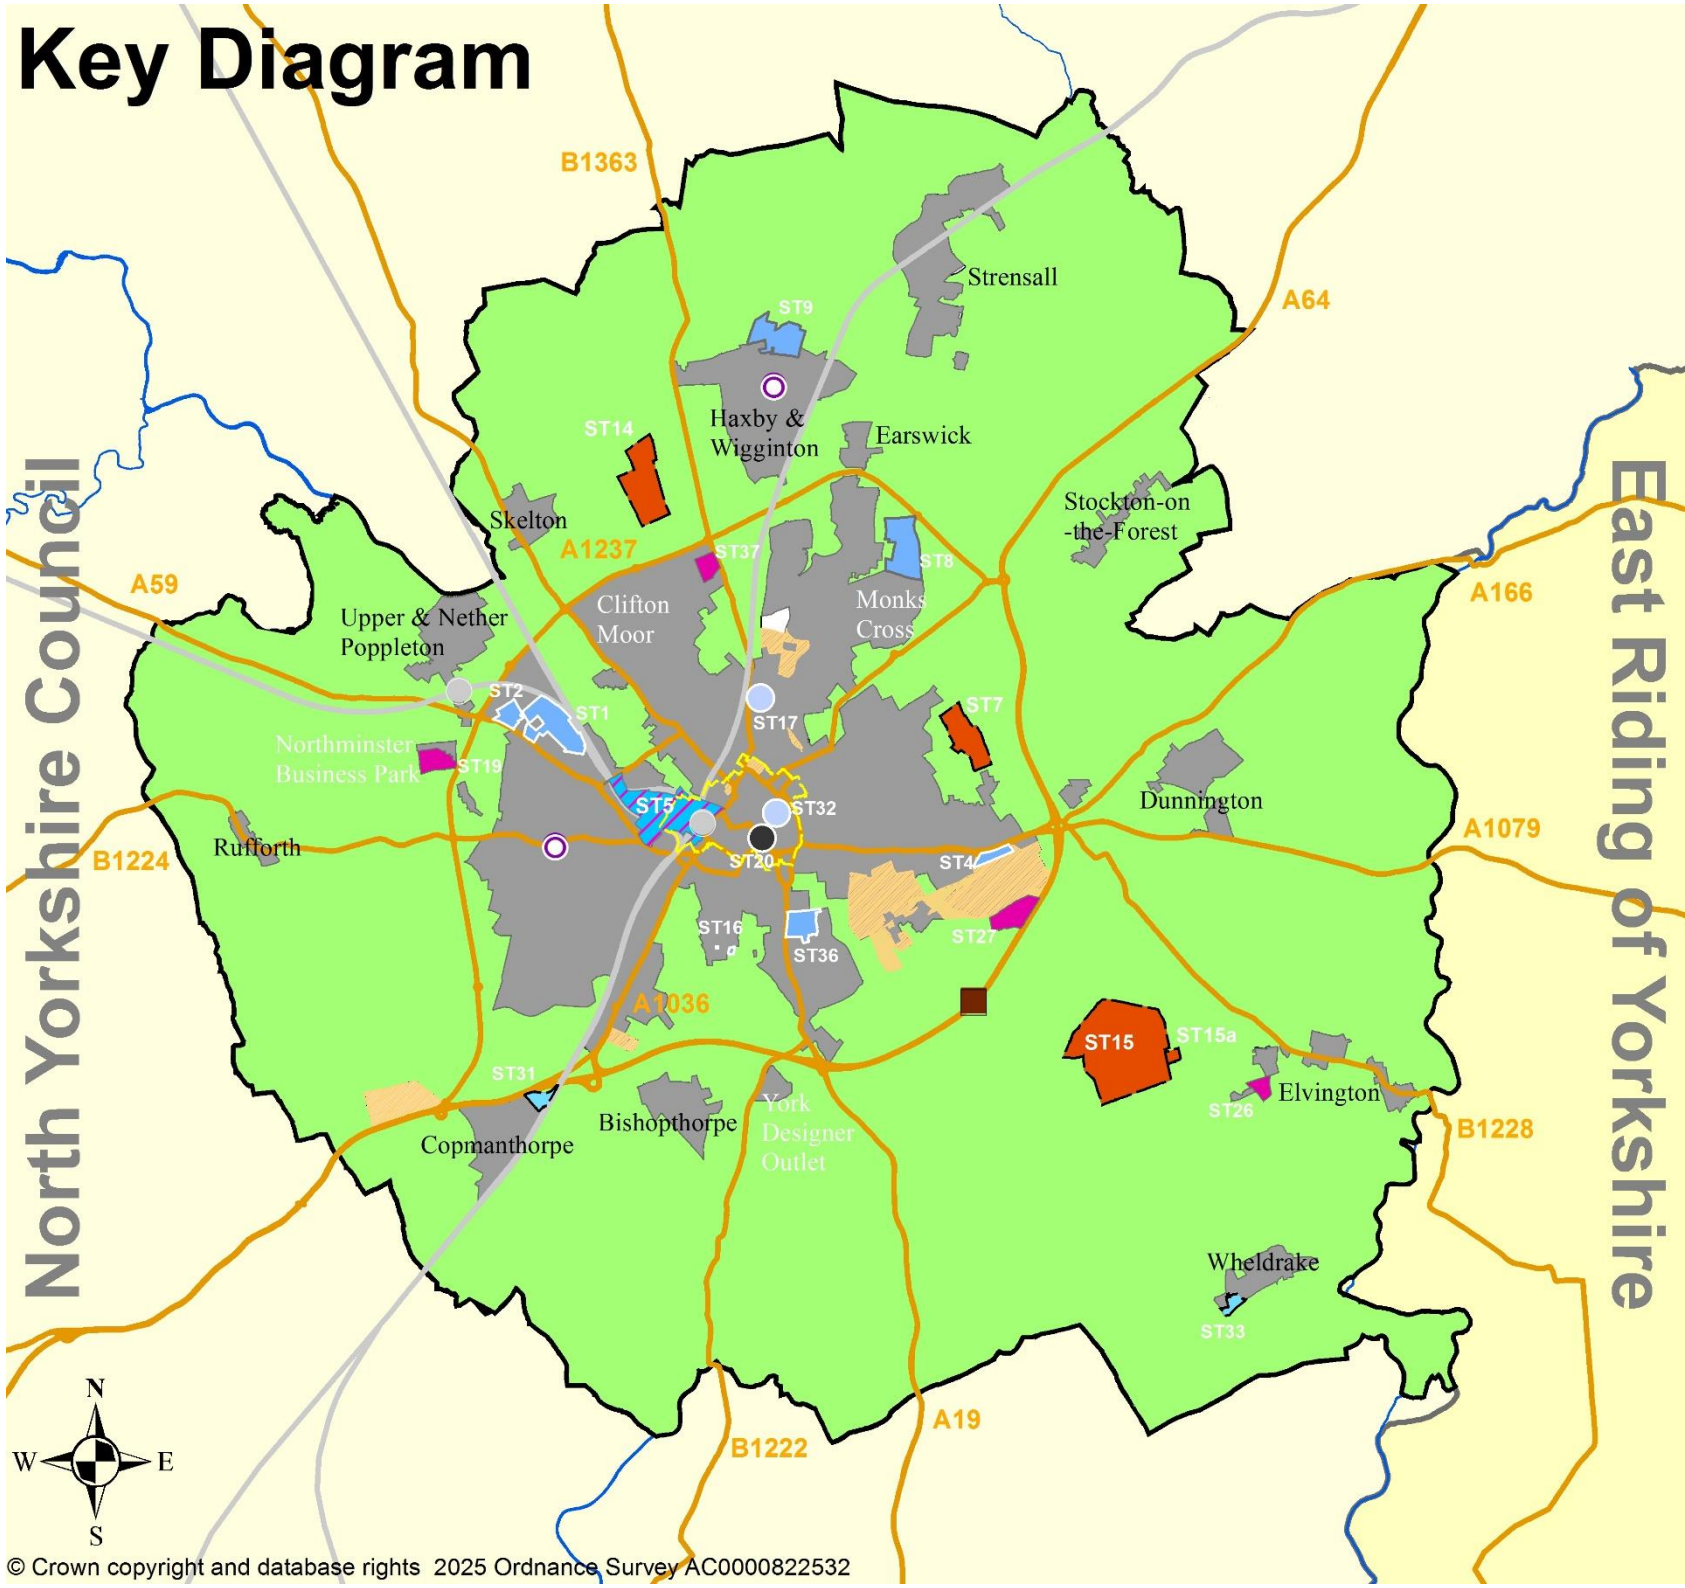 Key Diagram
B1363
A64
Strensall
ST9
Haxby &
Wigginton
Earswick
ST14
Stockton-on
-the-Forest
Skelton
A1237
ST37
ST8
A59
A166
Clifton
Moor
Monks
Cross
Upper & Nether
Poppleton
ST2
ST1
ST17
ST7
Northminster
Business Park
ST19
Dunnington
ST5
ST32
A1079
Rufforth
B1224
ST20
ST4
ST16
ST27
ST36
A1036
ST15
ST15a
ST31
Elvington
ST26
Bishopthorpe
York
Designer
Outlet
Copmanthorpe
B1228
Wheldrake
ST33
A19
B1222
North Yorkshire Council
East Riding of Yorkshire
N
W
E
S
© Crown copyright and database rights 2025 Ordnance Survey AC0000822532